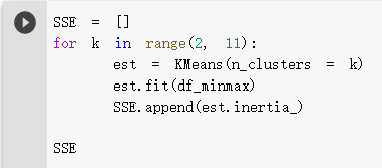 SSE = []
for k in range(2, 11):
est = KMeans(n_clusters = k)
est.fit(df_minmax)
SSE.append(est.inertia_)
SSE